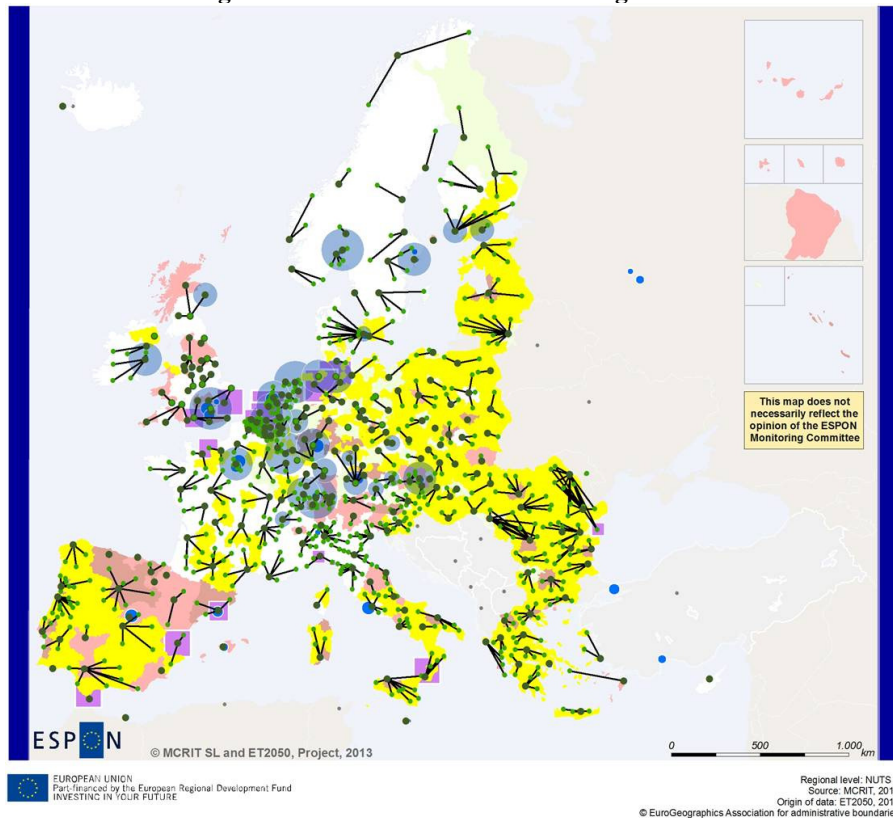 This map does not
necessarily reflect the
opinion of the ESPON
Monitoring Committee
ESPON
© MCRIT SL and ET2050, Project, 2013
0 500 1.000
km
EUROPEAN UNION
Part-financed by the European Regional Development Fund
INVESTING IN YOUR FUTURE
Regional level: NUTS
Source: MCRIT, 201
Origin of data: ET2050, 201
© EuroGeographics Association for administrative boundarie